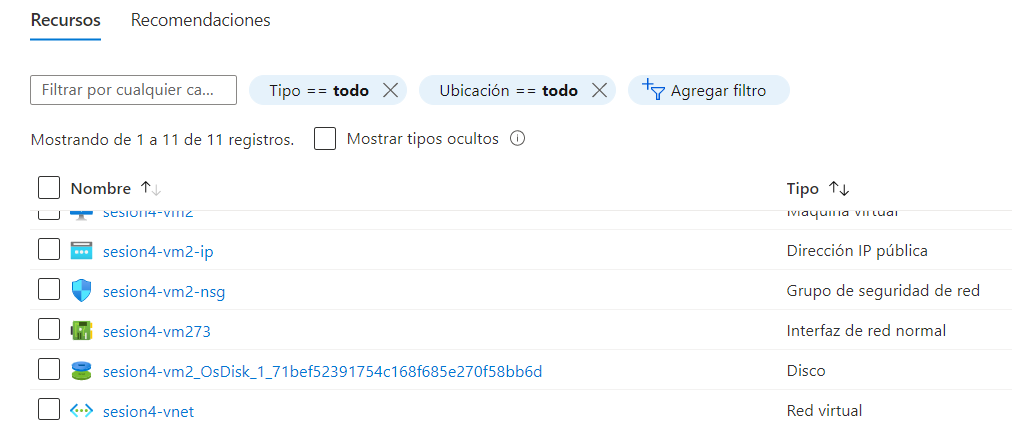 Recursos Recomendaciones
Filtrar por cualquier ca... Tipo == todo Ubicación == todo Agregar filtro
Mostrando de 1 a 11 de 11 registros. Mostrar tipos ocultos
Nombre Tipo
sesion4-vm2 Máquina virtual
sesion4-vm2-ip Dirección IP pública
sesion4-vm2-nsg Grupo de seguridad de red
sesion4-vm273 Interfaz de red normal
sesion4-vm2_OsDisk_1_71bef52391754c168f685e270f58bb6d Disco
sesion4-vnet Red virtual